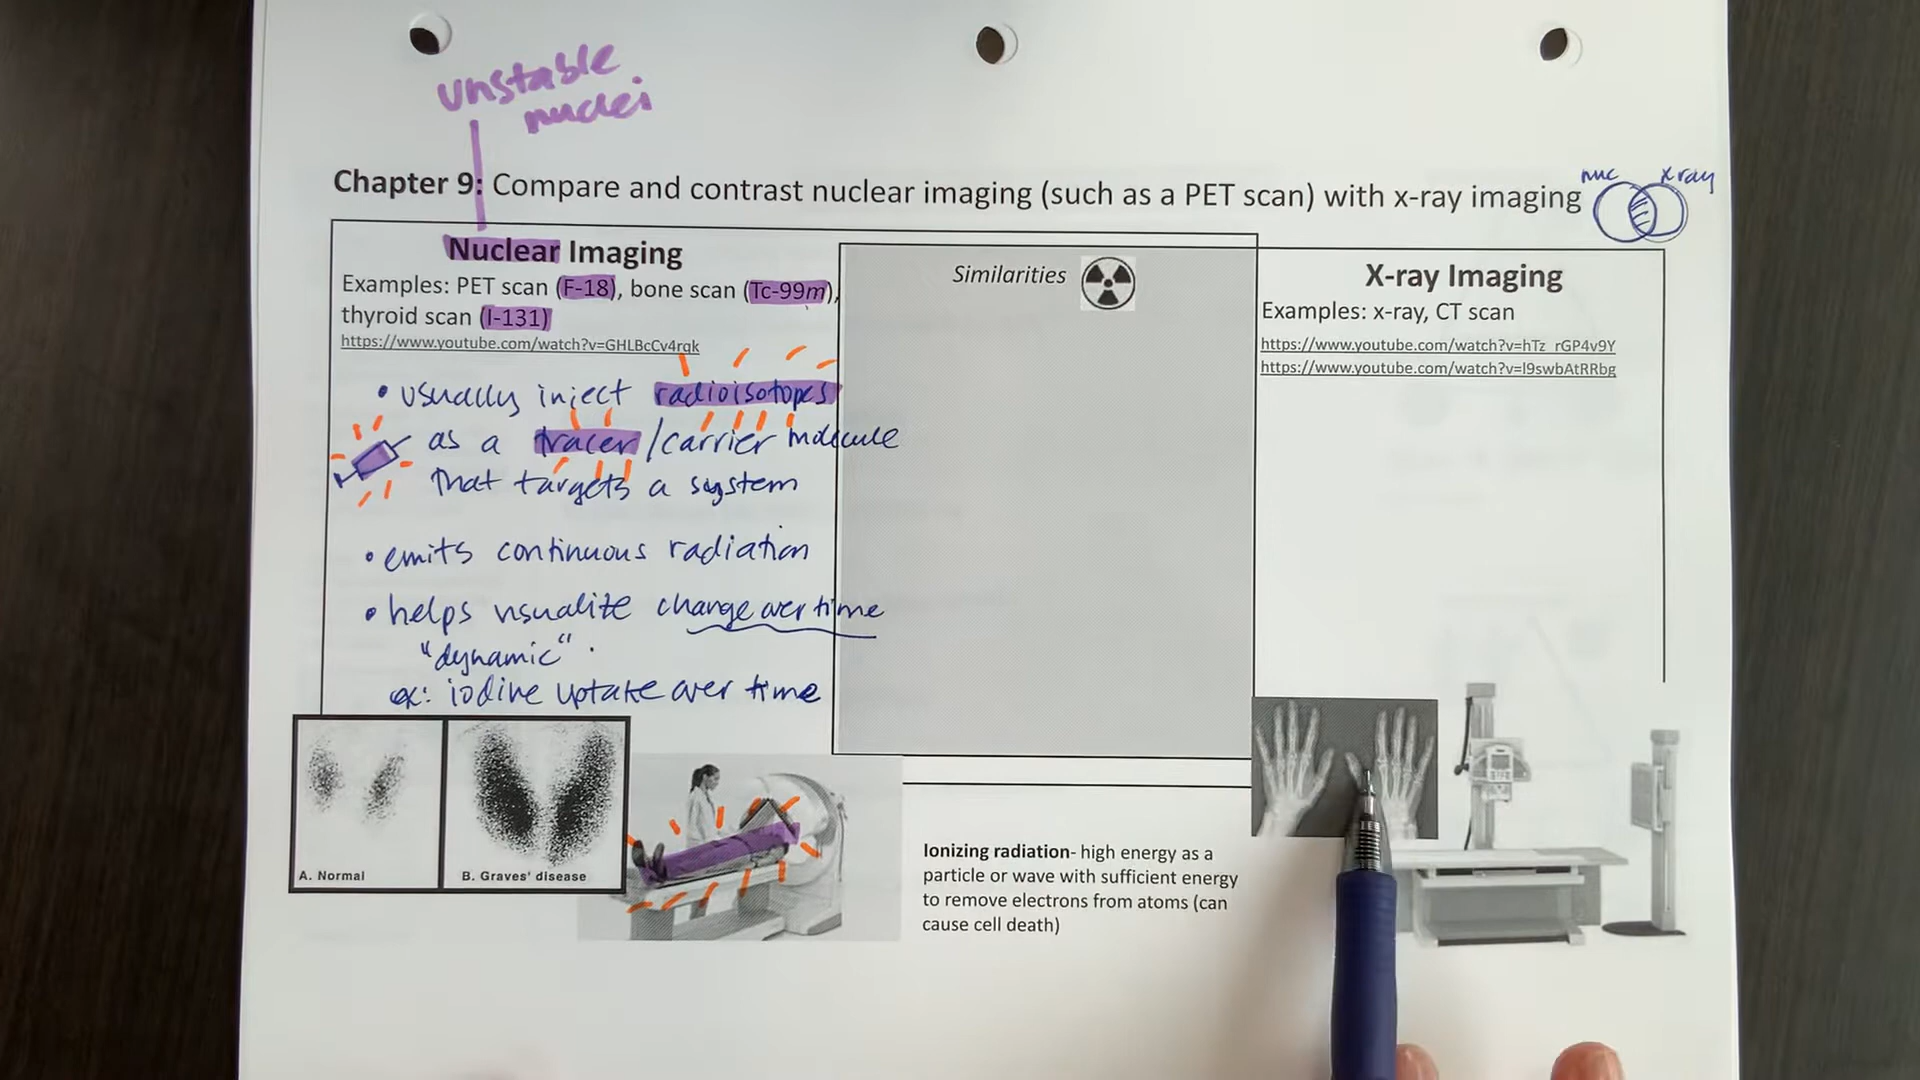 unstable
nuclei
Chapter 9: Compare and contrast nuclear imaging (such as a PET scan) with x-ray imaging
nuc xray
Nuclear Imaging
Examples: PET scan (F-18), bone scan (Tc-99m),
thyroid scan (I-131)
https://www.youtube.com/watch?v=GHLBcCv4rqk
• usually inject radioisotopes
as a tracer/carrier molecule
that targets a system
• emits continuous radiation
• helps visualize change over time
"dynamic"
ex: iodine uptake over time
A. Normal
B. Graves' disease
Similarities
Ionizing radiation- high energy as a
particle or wave with sufficient energy
to remove electrons from atoms (can
cause cell death)
X-ray Imaging
Examples: x-ray, CT scan
https://www.youtube.com/watch?v=hTz_rGP4v9Y
https://www.youtube.com/watch?v=l9swbAtRRbg